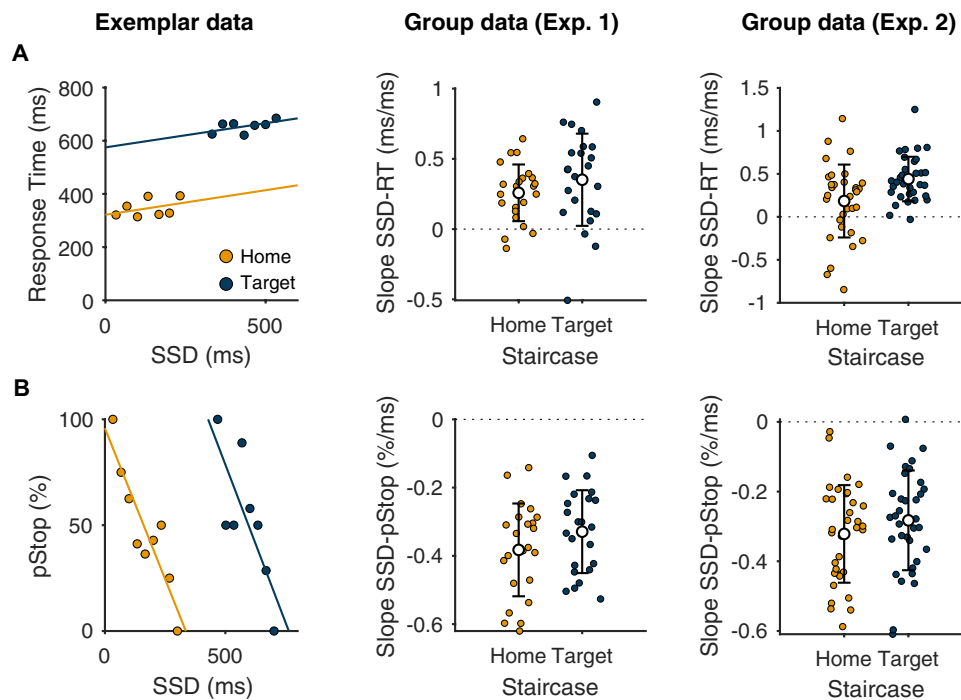 Exemplar data
Group data (Exp. 1)
Group data (Exp. 2)
A
Response Time (ms)
800
600
400
200
0
Home
Target
0
500
SSD (ms)
Slope SSD-RT (ms/ms)
1
0.5
0
-0.5
Home Target
Staircase
Slope SSD-RT (ms/ms)
1.5
1
0.5
0
-0.5
-1
Home Target
Staircase
B
pStop (%)
100
50
0
0
500
SSD (ms)
Slope SSD-pStop (%/ms)
0
-0.2
-0.4
-0.6
Home Target
Staircase
Slope SSD-pStop (%/ms)
0
-0.2
-0.4
-0.6
Home Target
Staircase